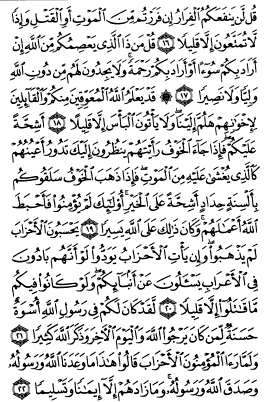 قُل لَّن يَنفَعَكُمُ ٱلْفِرَارُ إِن فَرَرْتُم مِّنَ ٱلْمَوْتِ أَوِ ٱلْقَتْلِ وَإِذًا
لَّا تُمَتَّعُونَ إِلَّا قَلِيلًا ١٦ قُلْ مَن ذَا ٱلَّذِى يَعْصِمُكُم مِّنَ ٱللَّهِ إِنْ
أَرَادَ بِكُمْ سُوٓءًا أَوْ أَرَادَ بِكُمْ رَحْمَةً وَلَا يَجِدُونَ لَهُم مِّن دُونِ ٱللَّهِ
وَلِيًّا وَلَا نَصِيرًا ١٧ ۞ قَدْ يَعْلَمُ ٱللَّهُ ٱلْمُعَوِّقِينَ مِنكُمْ وَٱلْقَآئِلِينَ
لِإِخْوَٰنِهِمْ هَلُمَّ إِلَيْنَا وَلَا يَأْتُونَ ٱلْبَأْسَ إِلَّا قَلِيلًا ١٨ أَشِحَّةً
عَلَيْكُمْ فَإِذَا جَآءَ ٱلْخَوْفُ رَأَيْتَهُمْ يَنظُرُونَ إِلَيْكَ تَدُورُ أَعْيُنُهُمْ
كَٱلَّذِى يُغْشَىٰ عَلَيْهِ مِنَ ٱلْمَوْتِ فَإِذَا ذَهَبَ ٱلْخَوْفُ سَلَقُوكُم
بِأَلْسِنَةٍ حِدَادٍ أَشِحَّةً عَلَى ٱلْخَيْرِ أُو۟لَٰٓئِكَ لَمْ يُؤْمِنُوا۟ فَأَحْبَطَ
ٱللَّهُ أَعْمَٰلَهُمْ وَكَانَ ذَٰلِكَ عَلَى ٱللَّهِ يَسِيرًا ١٩ يَحْسَبُونَ ٱلْأَحْزَابَ
لَمْ يَذْهَبُوا۟ وَإِن يَأْتِ ٱلْأَحْزَابُ يَوَدُّوا۟ لَوْ أَنَّهُم بَادُونَ
فِى ٱلْأَعْرَابِ يَسْـَٔلُونَ عَنْ أَنۢبَآئِكُمْ وَلَوْ كَانُوا۟ فِيكُم
مَّا قَٰتَلُوٓا۟ إِلَّا قَلِيلًا ٢٠ لَّقَدْ كَانَ لَكُمْ فِى رَسُولِ ٱللَّهِ أُسْوَةٌ
حَسَنَةٌ لِّمَن كَانَ يَرْجُوا۟ ٱللَّهَ وَٱلْيَوْمَ ٱلْءَاخِرَ وَذَكَرَ ٱللَّهَ كَثِيرًا ٢١
وَلَمَّا رَءَا ٱلْمُؤْمِنُونَ ٱلْأَحْزَابَ قَالُوا۟ هَٰذَا مَا وَعَدَنَا ٱللَّهُ وَرَسُولُهُۥ
وَصَدَقَ ٱللَّهُ وَرَسُولُهُۥ وَمَا زَادَهُمْ إِلَّآ إِيمَٰنًا وَتَسْلِيمًا ٢٢